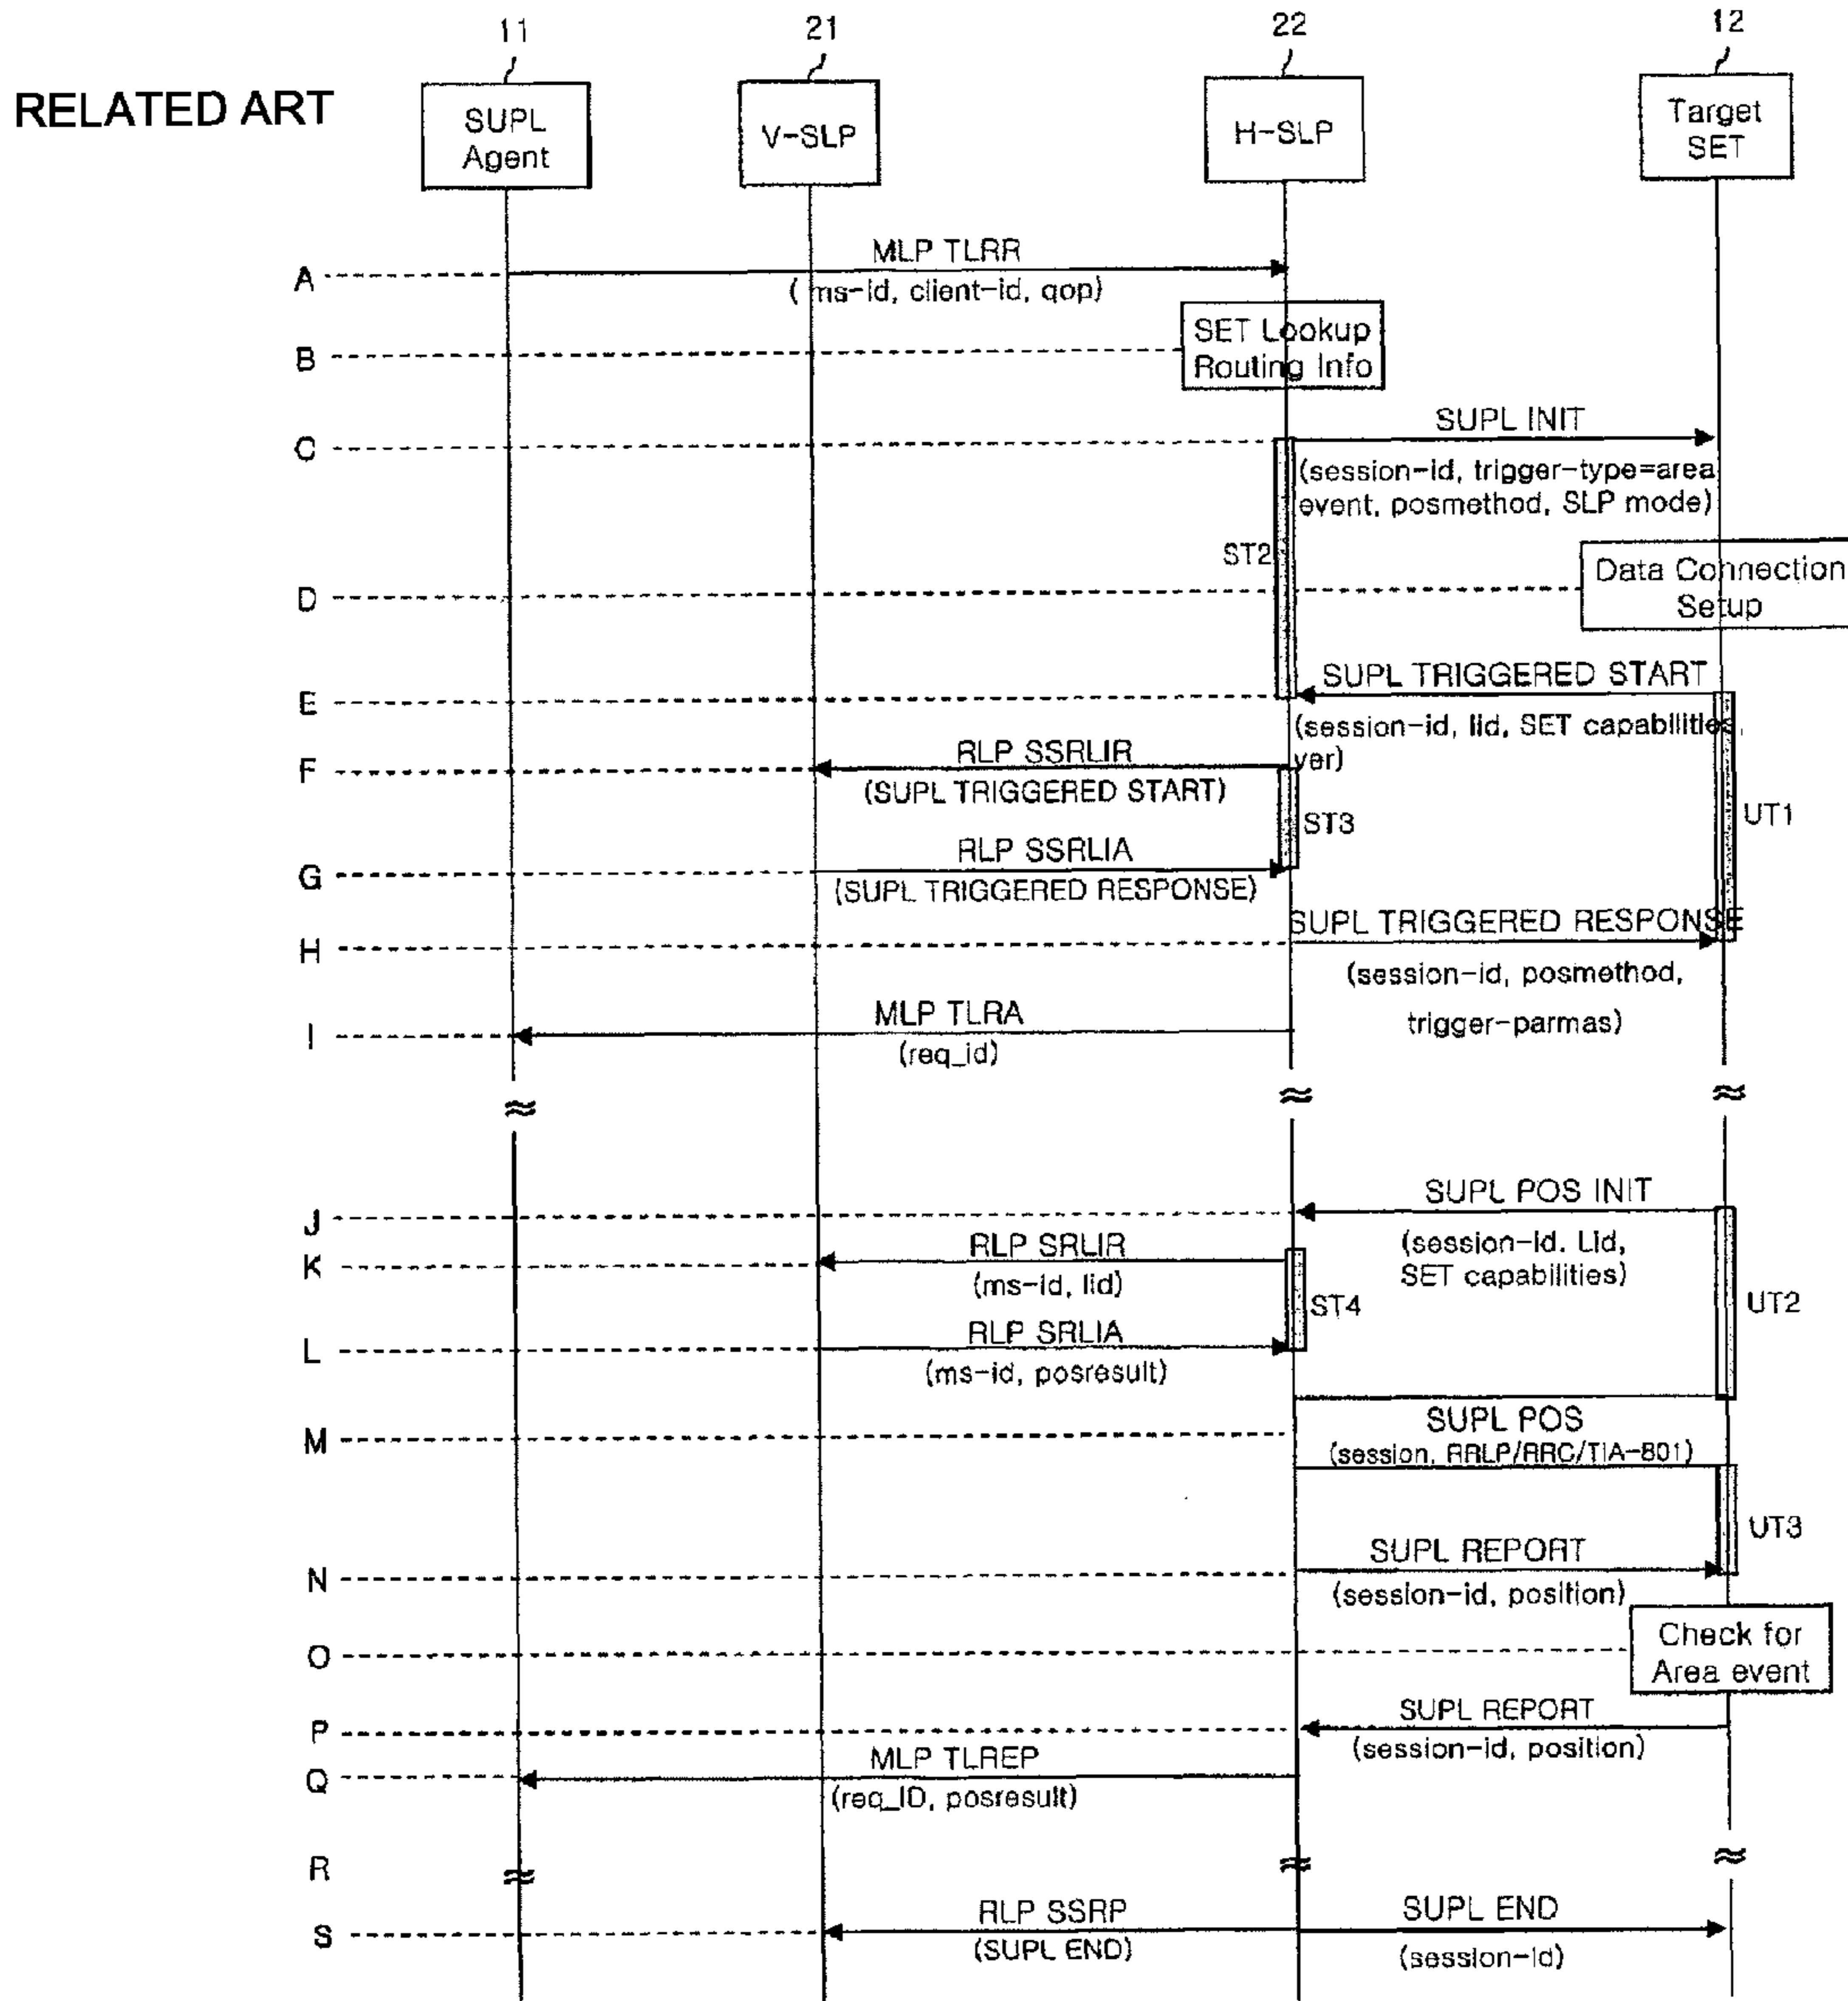 11
21
22
12
RELATED ART
SUPL
Agent
V-SLP
H-SLP
Target
SET
A
MLP TLRR
( ms-id, client-id, qop)
B
SET Lookup
Routing Info
C
SUPL INIT
(session-id, trigger-type=area
event, posmethod, SLP mode)
ST2
D
Data Connection
Setup
E
SUPL TRIGGERED START
(session-id, lid, SET capabilities,
ver)
F
RLP SSRLIR
(SUPL TRIGGERED START)
ST3
UT1
G
RLP SSRLIA
(SUPL TRIGGERED RESPONSE)
H
SUPL TRIGGERED RESPONSE
(session-id, posmethod,
trigger-parmas)
I
MLP TLRA
(req_id)
J
SUPL POS INIT
(session-id. Lid,
SET capabilities)
K
RLP SRLIR
(ms-id, lid)
ST4
UT2
L
RLP SRLIA
(ms-id, posresult)
M
SUPL POS
(session, RRLP/RRC/TIA-801)
UT3
N
SUPL REPORT
(session-id, position)
O
Check for
Area event
P
SUPL REPORT
(session-id, position)
Q
MLP TLREP
(req_ID, posresult)
R
S
RLP SSRP
(SUPL END)
SUPL END
(session-id)